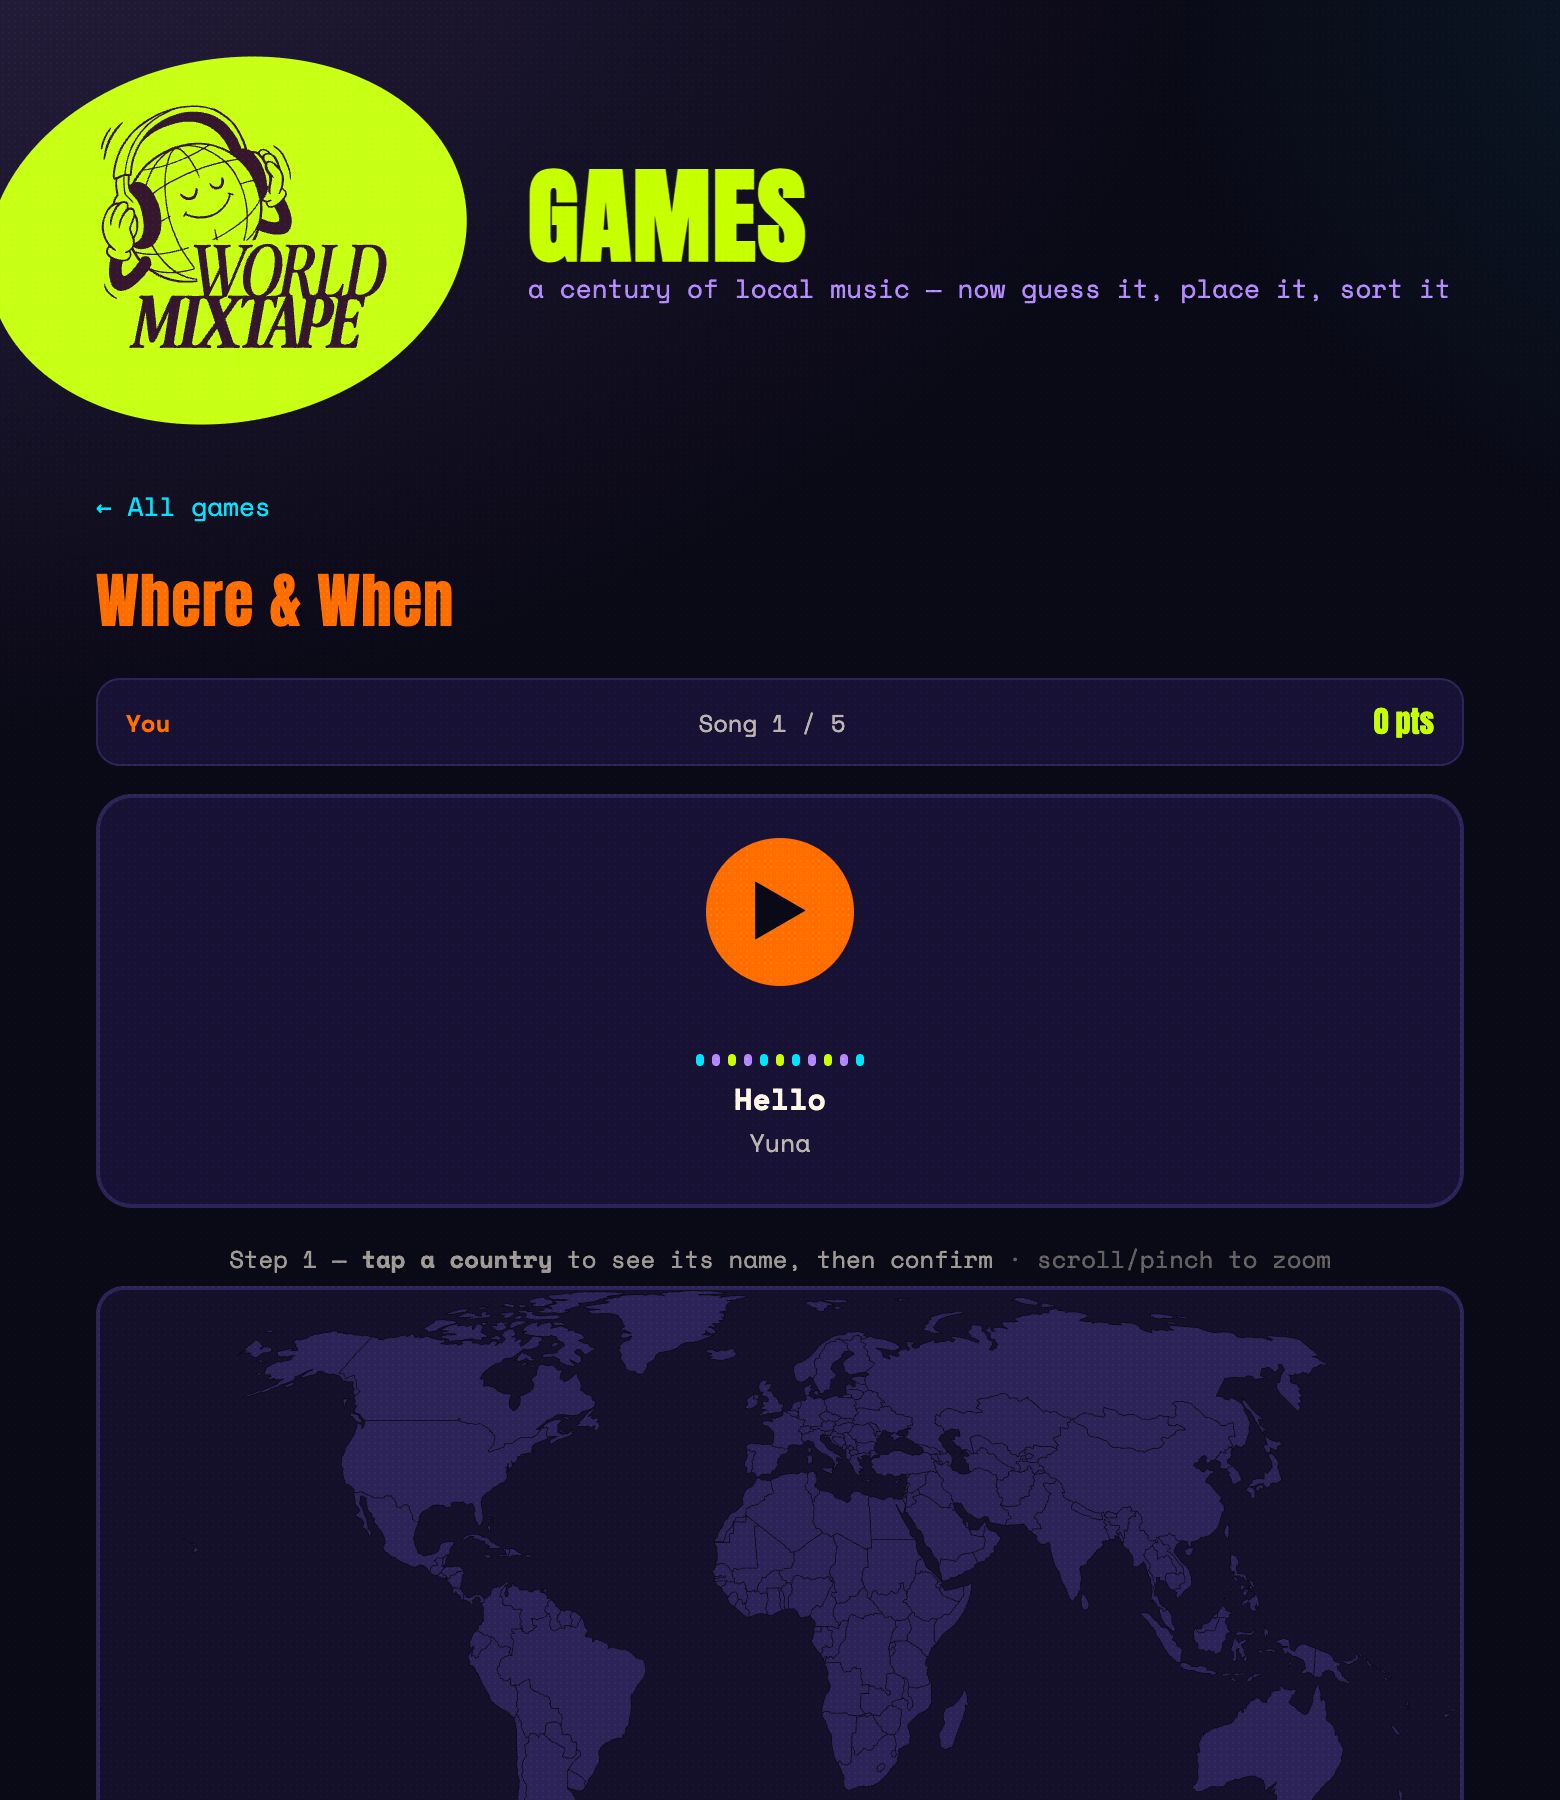 WORLD
MIXTAPE
GAMES
a century of local music — now guess it, place it, sort it
← All games
Where & When
You
Song 1 / 5
0 pts
Hello
Yuna
Step 1 — tap a country to see its name, then confirm · scroll/pinch to zoom